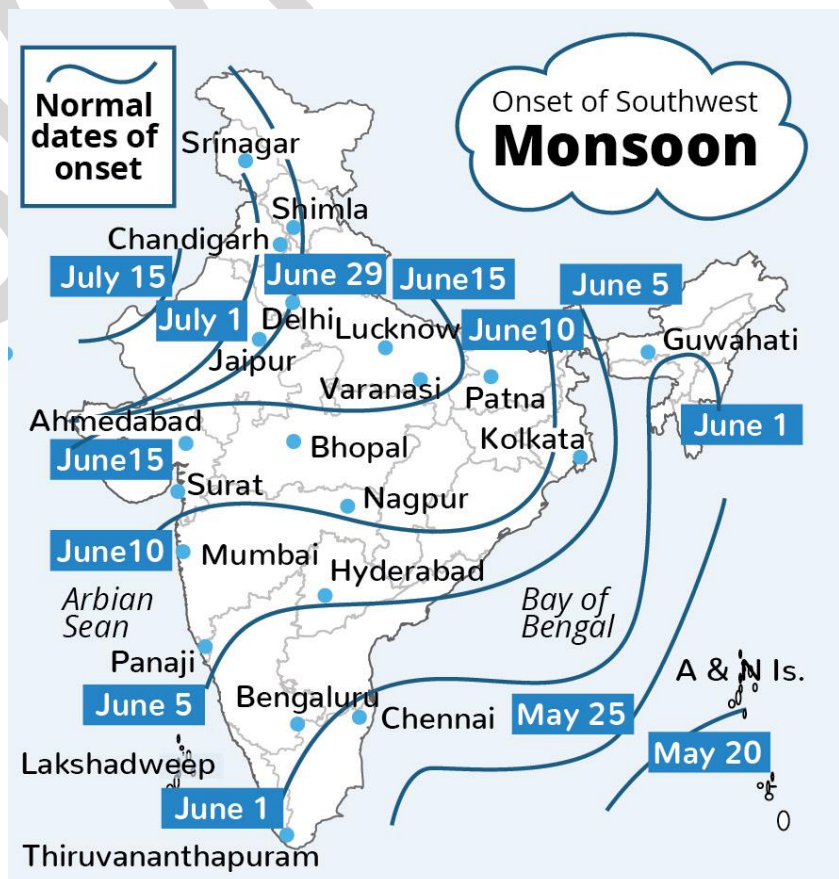 Normal
dates of
onset
Onset of Southwest
Monsoon
Srinagar
Shimla
Chandigarh
July 15
June 29
June15
June 5
July 1
Delhi
Lucknow
June10
Guwahati
Jaipur
Varanasi
Patna
Ahmedabad
June 1
Bhopal
Kolkata
June15
Surat
Nagpur
June10
Mumbai
Hyderabad
Arbian
Sean
Bay of
Bengal
Panaji
A & N Is.
June 5
Bengaluru
Chennai
May 25
Lakshadweep
May 20
June 1
Thiruvananthapuram